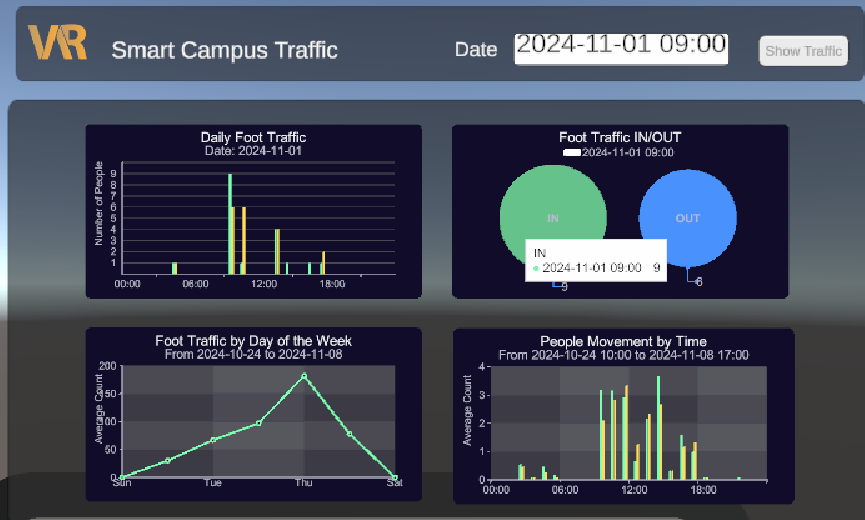 VR
Smart Campus Traffic
Date
2024-11-01 09:00
Show Traffic
Daily Foot Traffic
Date: 2024-11-01
Number of People
9
8
7
6
5
4
3
2
1
00:00 06:00 12:00 18:00
Foot Traffic IN/OUT
2024-11-01 09:00
IN
OUT
IN
2024-11-01 09:00 9
9
6
Foot Traffic by Day of the Week
From 2024-10-24 to 2024-11-08
Average Count
200
150
100
50
0
Sun Tue Thu Sat
People Movement by Time
From 2024-10-24 10:00 to 2024-11-08 17:00
Average Count
4
3
2
1
0
00:00 06:00 12:00 18:00